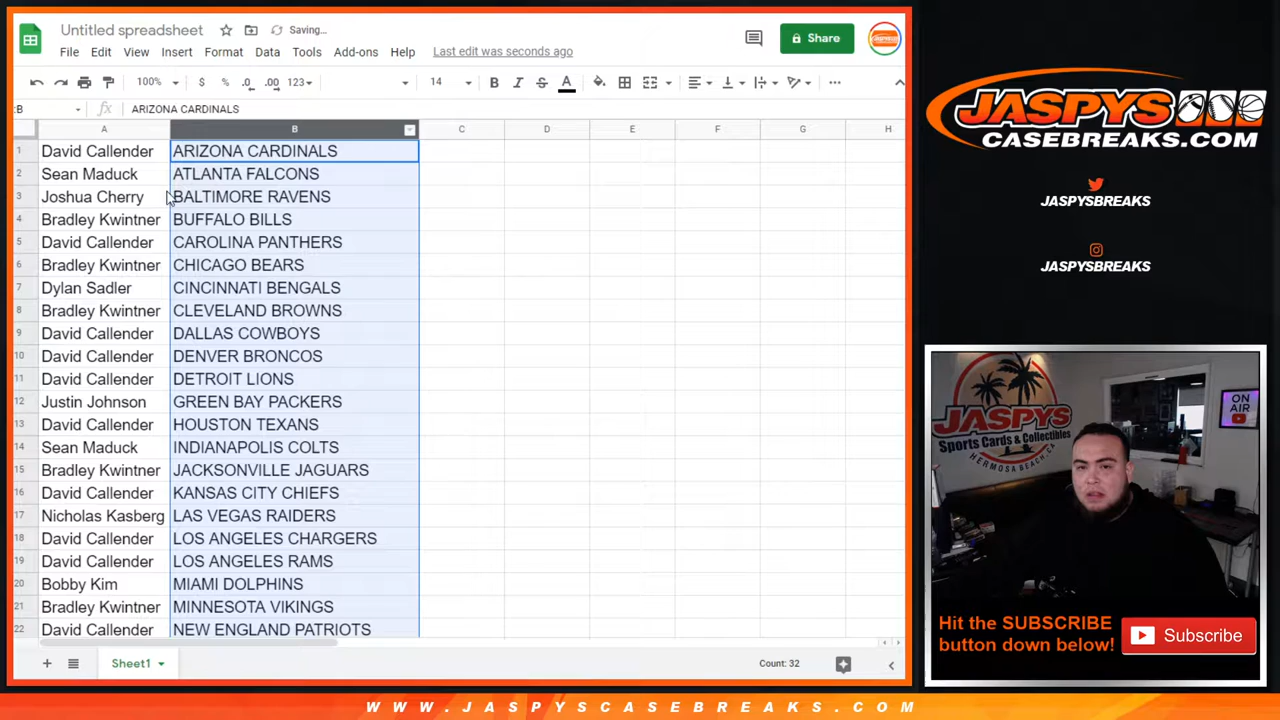 Untitled spreadsheet
Saving...
File Edit View Insert Format Data Tools Add-ons Help Last edit was seconds ago
Share
100% $ % .0 .00 123 14 B I S A
:B fx ARIZONA CARDINALS
A B C D E F G H
1 David Callender ARIZONA CARDINALS
2 Sean Maduck ATLANTA FALCONS
3 Joshua Cherry BALTIMORE RAVENS
4 Bradley Kwintner BUFFALO BILLS
5 David Callender CAROLINA PANTHERS
6 Bradley Kwintner CHICAGO BEARS
7 Dylan Sadler CINCINNATI BENGALS
8 Bradley Kwintner CLEVELAND BROWNS
9 David Callender DALLAS COWBOYS
10 David Callender DENVER BRONCOS
11 David Callender DETROIT LIONS
12 Justin Johnson GREEN BAY PACKERS
13 David Callender HOUSTON TEXANS
14 Sean Maduck INDIANAPOLIS COLTS
15 Bradley Kwintner JACKSONVILLE JAGUARS
16 David Callender KANSAS CITY CHIEFS
17 Nicholas Kasberg LAS VEGAS RAIDERS
18 David Callender LOS ANGELES CHARGERS
19 David Callender LOS ANGELES RAMS
20 Bobby Kim MIAMI DOLPHINS
21 Bradley Kwintner MINNESOTA VIKINGS
22 David Callender NEW ENGLAND PATRIOTS
Sheet1
Count: 32
JASPYS
CASEBREAKS.COM
JASPYSBREAKS
JASPYSBREAKS
JASPYS
Sports Cards & Collectibles
HERMOSA BEACH, CA
ON
AIR
Hit the SUBSCRIBE
button down below!
Subscribe
WWW.JASPYSCASEBREAKS.COM